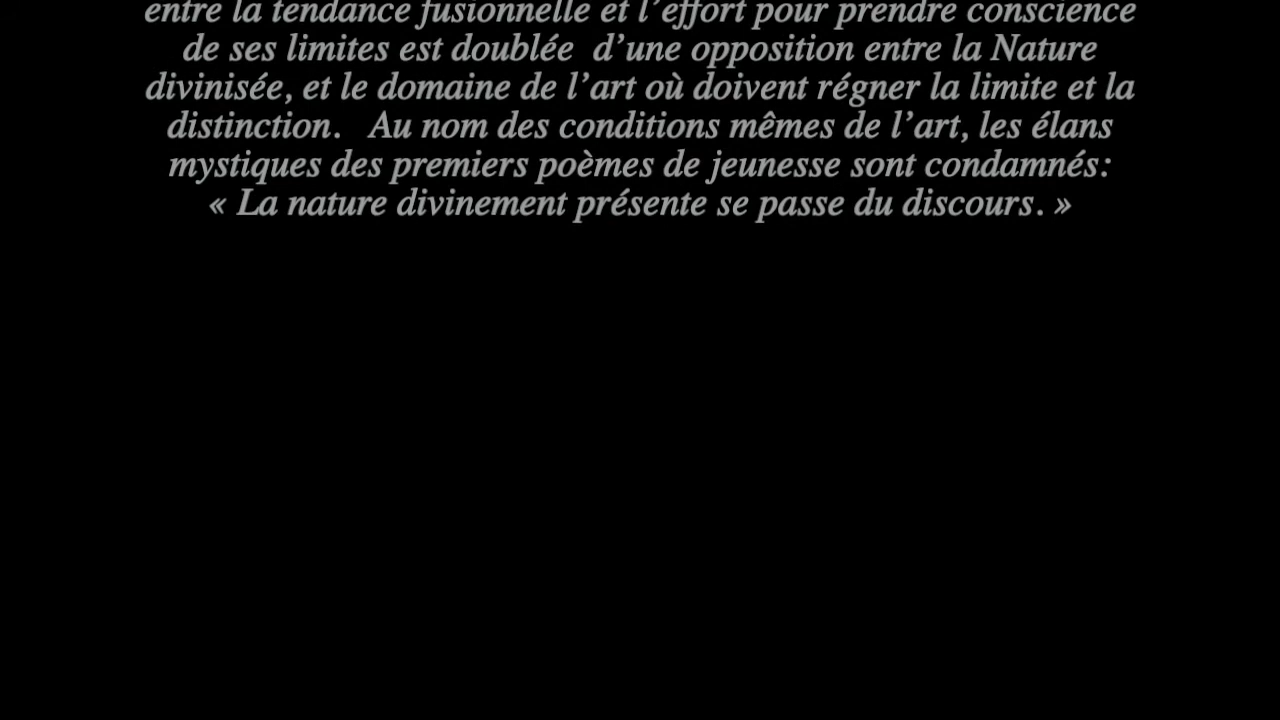 entre la tendance fusionnelle et l’effort pour prendre conscience
de ses limites est doublée  d’une opposition entre la Nature
divinisée, et le domaine de l’art où doivent régner la limite et la
distinction.   Au nom des conditions mêmes de l’art, les élans
mystiques des premiers poèmes de jeunesse sont condamnés:
« La nature divinement présente se passe du discours. »